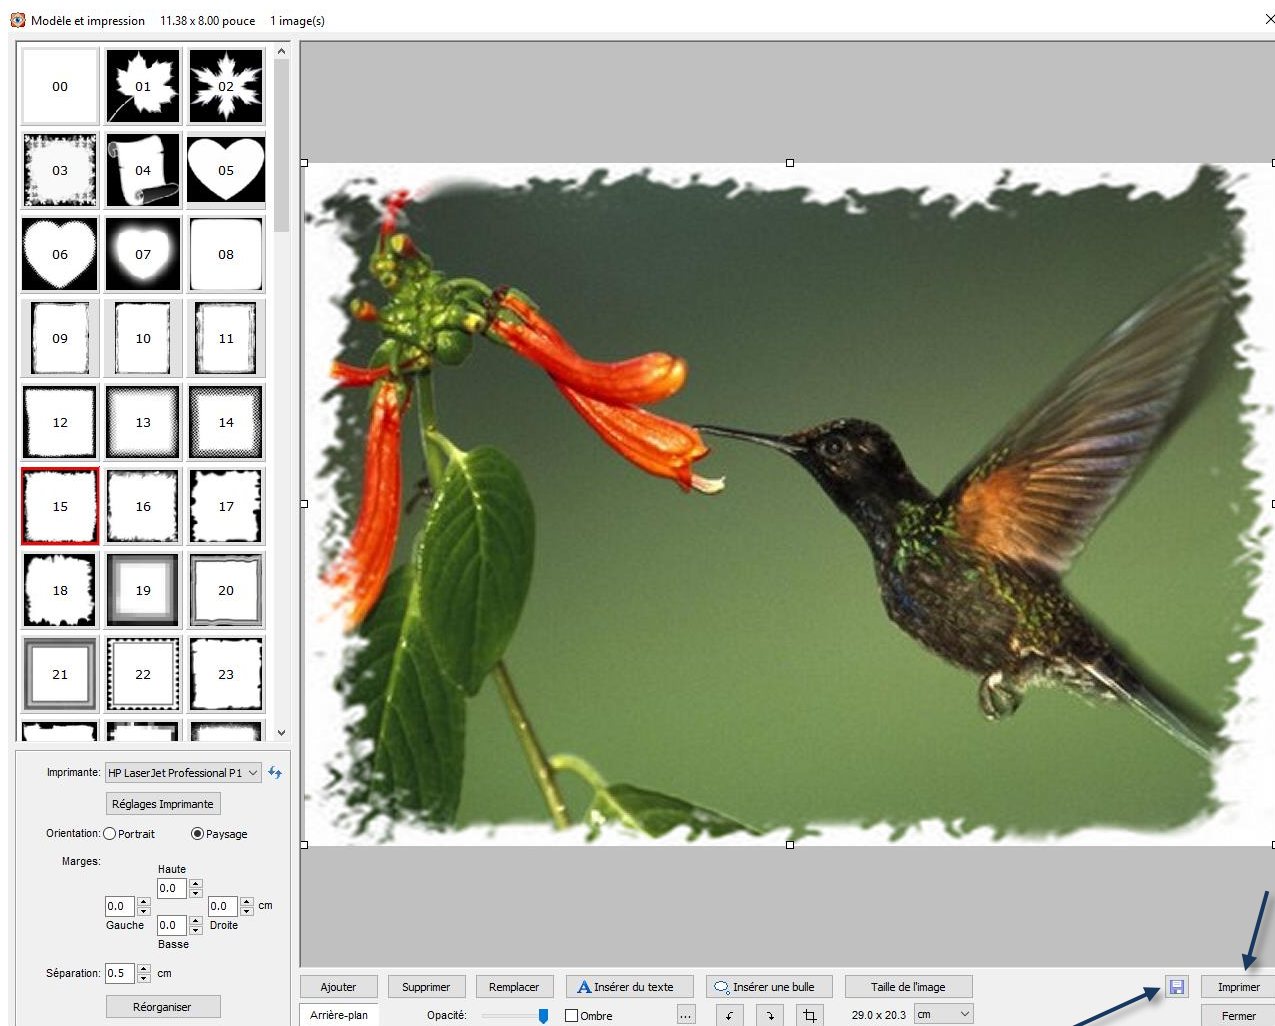 Modèle et impression 11.38 x 8.00 pouce 1 image(s)
00 01 02
03 04 05
06 07 08
09 10 11
12 13 14
15 16 17
18 19 20
21 22 23
Imprimante: HP LaserJet Professional P1
Réglages Imprimante
Orientation: Portrait Paysage
Marges:
Haute
0.0
0.0 0.0 cm
Gauche 0.0 Droite
Basse
Séparation: 0.5 cm
Réorganiser
Ajouter Supprimer Remplacer A Insérer du texte Insérer une bulle Taille de l'image Imprimer
Arrière-plan Opacité: Ombre ... 29.0 x 20.3 cm Fermer